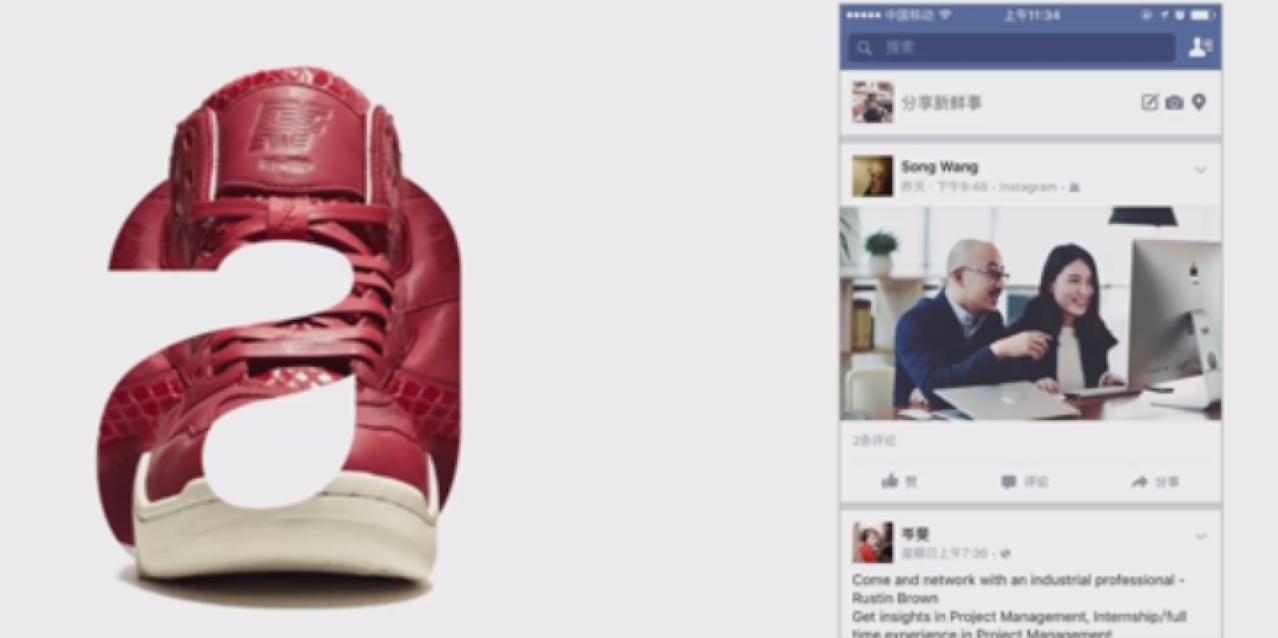 a
中国移动
上午11:34
搜索
分享新鲜事
Song Wang
昨天 · 下午9:48 · Instagram ·
2条评论
赞
评论
分享
星期日上午7:36 ·
Come and network with an industrial professional -
Rustin Brown
Get insights in Project Management, Internship/full
time experience in Project Management